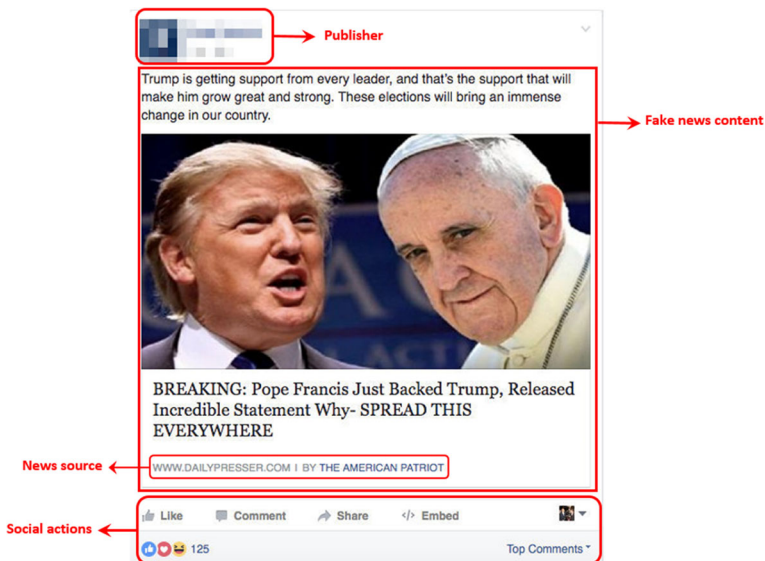 Publisher
Trump is getting support from every leader, and that's the support that will
make him grow great and strong. These elections will bring an immense
change in our country.
Fake news content
BREAKING: Pope Francis Just Backed Trump, Released
Incredible Statement Why- SPREAD THIS
EVERYWHERE
News source
WWW.DAILYPRESSER.COM | BY THE AMERICAN PATRIOT
Social actions
Like Comment Share </> Embed
125 Top Comments